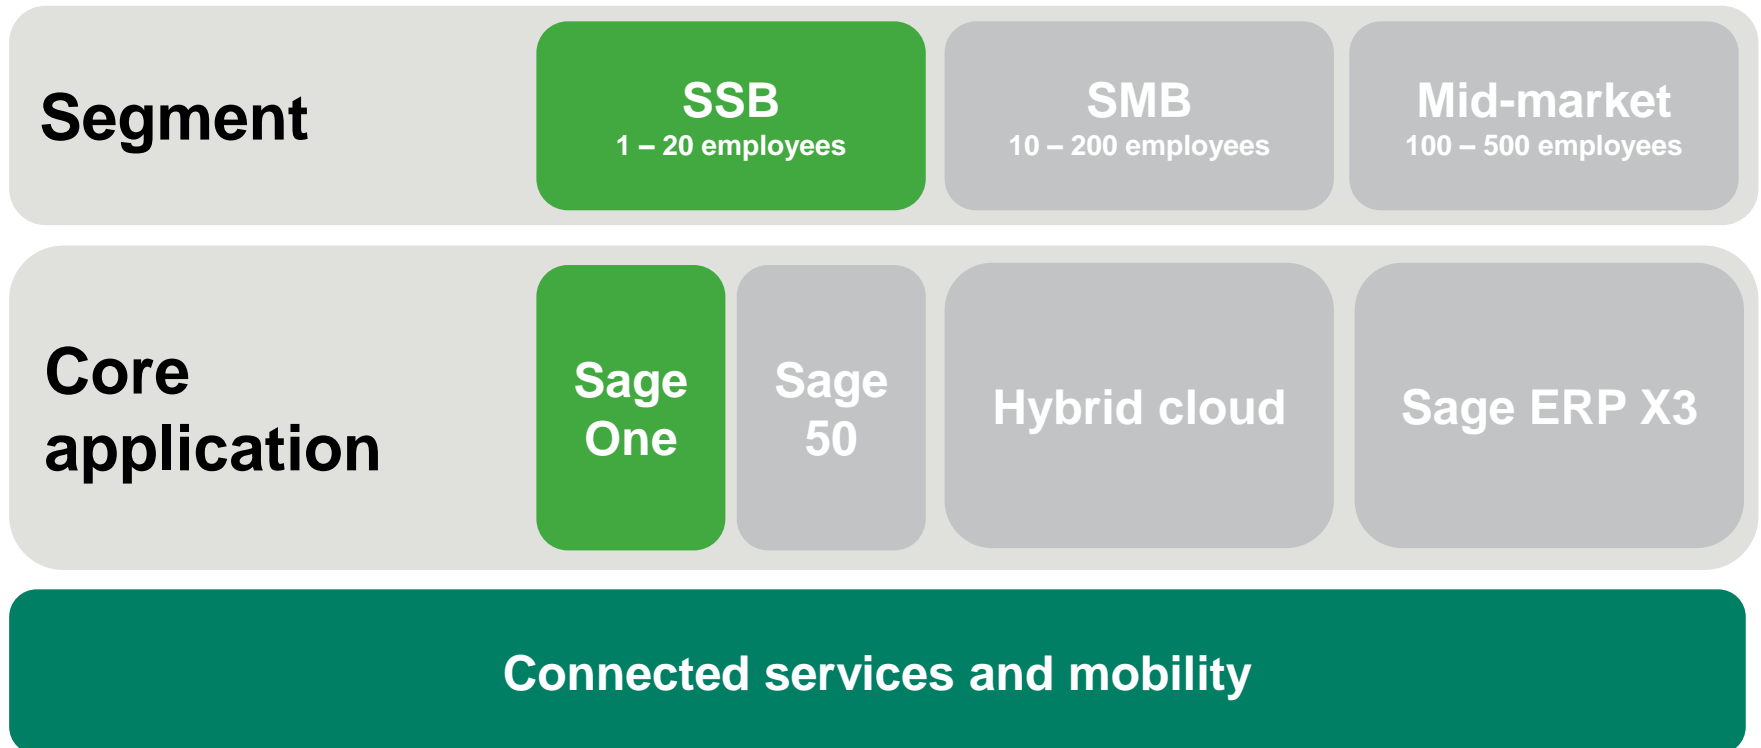 Segment
SSB
1 – 20 employees
SMB
10 – 200 employees
Mid-market
100 – 500 employees
Core
application
Sage
One
Sage
50
Hybrid cloud
Sage ERP X3
Connected services and mobility